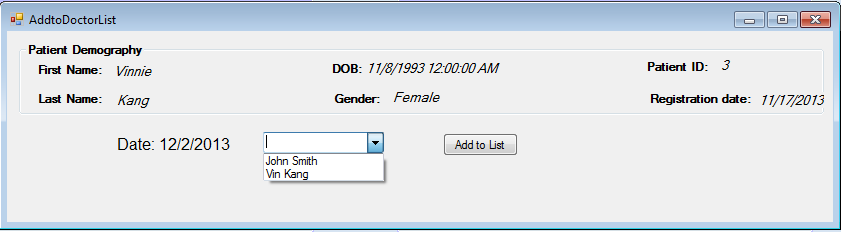 AddtoDoctorList
Patient Demography
First Name: Vinnie DOB: 11/8/1993 12:00:00 AM Patient ID: 3
Last Name: Kang Gender: Female Registration date: 11/17/2013
Date: 12/2/2013 Add to List
John Smith
Vin Kang